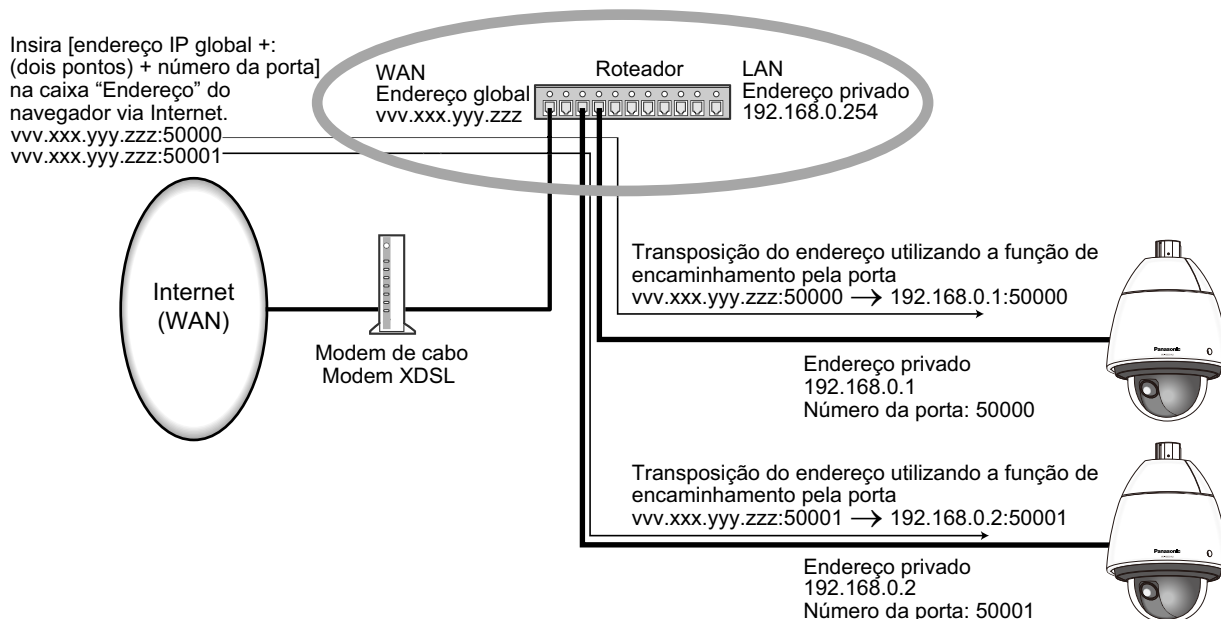 Insira [endereço IP global +:
(dois pontos) + número da porta]
na caixa “Endereço” do
navegador via Internet.
vvv.xxx.yyy.zzz:50000
vvv.xxx.yyy.zzz:50001
WAN
Endereço global
vvv.xxx.yyy.zzz
Roteador
LAN
Endereço privado
192.168.0.254
Internet
(WAN)
Modem de cabo
Modem XDSL
Transposição do endereço utilizando a função de
encaminhamento pela porta
vvv.xxx.yyy.zzz:50000 → 192.168.0.1:50000
Endereço privado
192.168.0.1
Número da porta: 50000
Panasonic
Transposição do endereço utilizando a função de
encaminhamento pela porta
vvv.xxx.yyy.zzz:50001 → 192.168.0.2:50001
Endereço privado
192.168.0.2
Número da porta: 50001
Panasonic